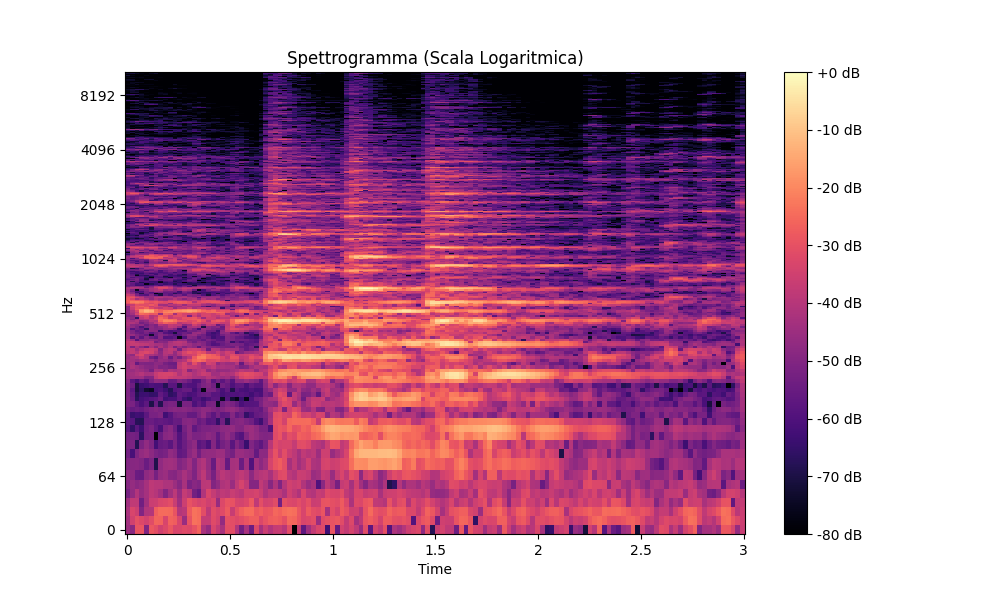 Spettrogramma (Scala Logaritmica)
Hz
8192
4096
2048
1024
512
256
128
64
0
0
0.5
1
1.5
2
2.5
3
Time
+0 dB
-10 dB
-20 dB
-30 dB
-40 dB
-50 dB
-60 dB
-70 dB
-80 dB